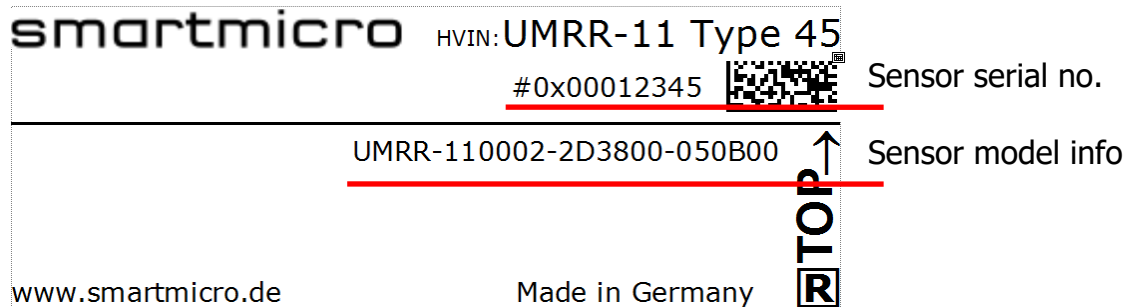 smartmicro HVIN: UMRR-11 Type 45
#0x00012345 Sensor serial no.
UMRR-110002-2D3800-050B00 Sensor model info
TOP
R
www.smartmicro.de Made in Germany